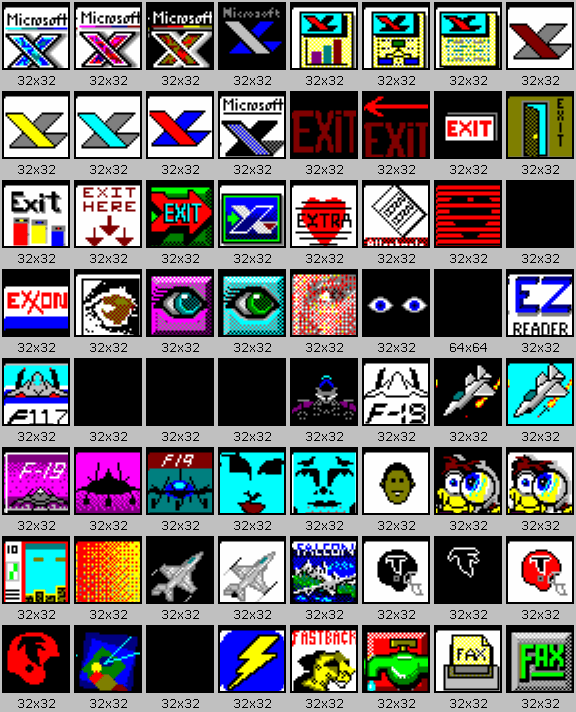 Microsoft Microsoft Microsoft Microsoft
32x32 32x32 32x32 32x32 32x32 32x32 32x32 32x32
Microsoft EXIT EXIT EXIT EXIT
32x32 32x32 32x32 32x32 32x32 32x32 32x32 32x32
Exit EXIT HERE EXIT EXTRA
32x32 32x32 32x32 32x32 32x32 32x32 32x32 32x32
EXXON EZ READER
32x32 32x32 32x32 32x32 32x32 32x32 64x64 32x32
F117 F-19
32x32 32x32 32x32 32x32 32x32 32x32 32x32 32x32
F-19 F19
32x32 32x32 32x32 32x32 32x32 32x32 32x32 32x32
10 FALCON
32x32 32x32 32x32 32x32 32x32 32x32 32x32 32x32
FASTBACK FAX FAX
32x32 32x32 32x32 32x32 32x32 32x32 32x32 32x32